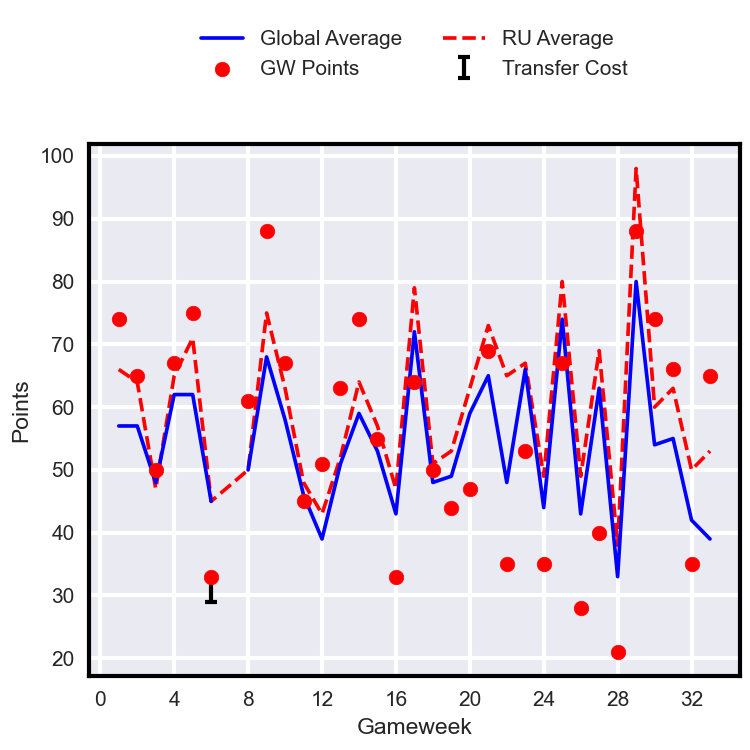 Global Average
RU Average
GW Points
Transfer Cost
100
90
80
70
60
50
40
30
20
Points
0 4 8 12 16 20 24 28 32
Gameweek